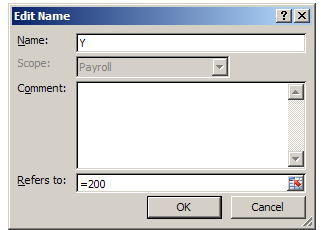 Edit Name
Name: Y
Scope: Payroll
Comment:
Refers to: =200
OK Cancel